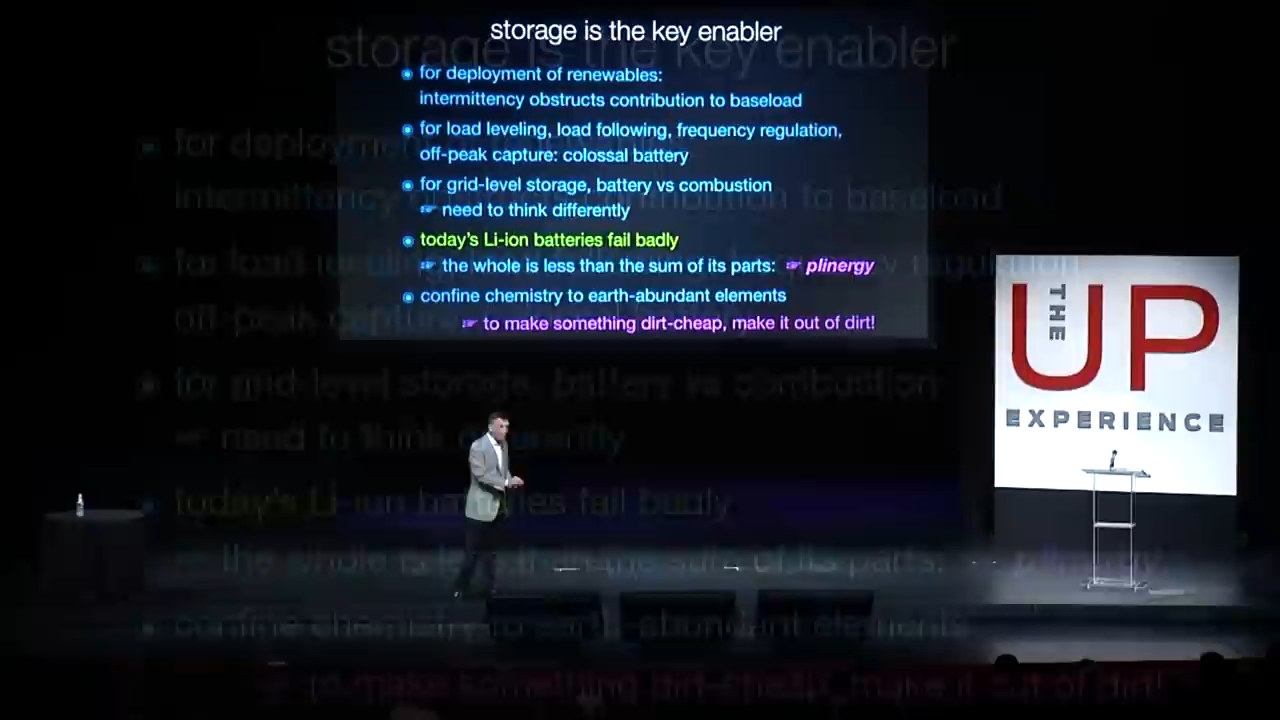 storage is the key enabler
for deployment of renewables:
intermittency obstructs contribution to baseload
for load leveling, load following, frequency regulation,
off-peak capture: colossal battery
for grid-level storage, battery vs combustion
☞ need to think differently
today's Li-ion batteries fail badly
☞ the whole is less than the sum of its parts: ☞ plinergy
confine chemistry to earth-abundant elements
☞ to make something dirt-cheap, make it out of dirt!
THE
UP
EXPERIENCE